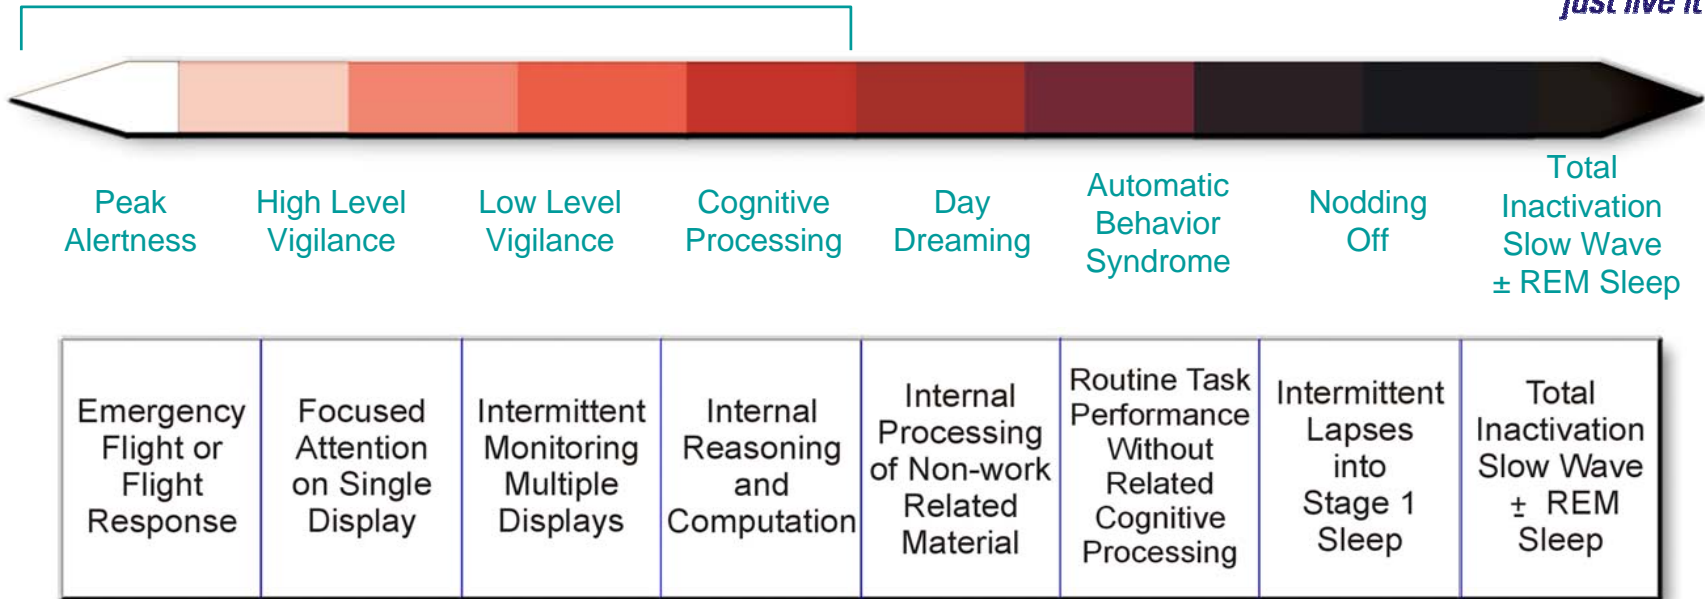 just live it
Peak
Alertness
High Level
Vigilance
Low Level
Vigilance
Cognitive
Processing
Day
Dreaming
Automatic
Behavior
Syndrome
Nodding
Off
Total
Inactivation
Slow Wave
± REM Sleep
Emergency
Flight or
Flight
Response
Focused
Attention
on Single
Display
Intermittent
Monitoring
Multiple
Displays
Internal
Reasoning
and
Computation
Internal
Processing
of Non-work
Related
Material
Routine Task
Performance
Without
Related
Cognitive
Processing
Intermittent
Lapses
into
Stage 1
Sleep
Total
Inactivation
Slow Wave
± REM
Sleep